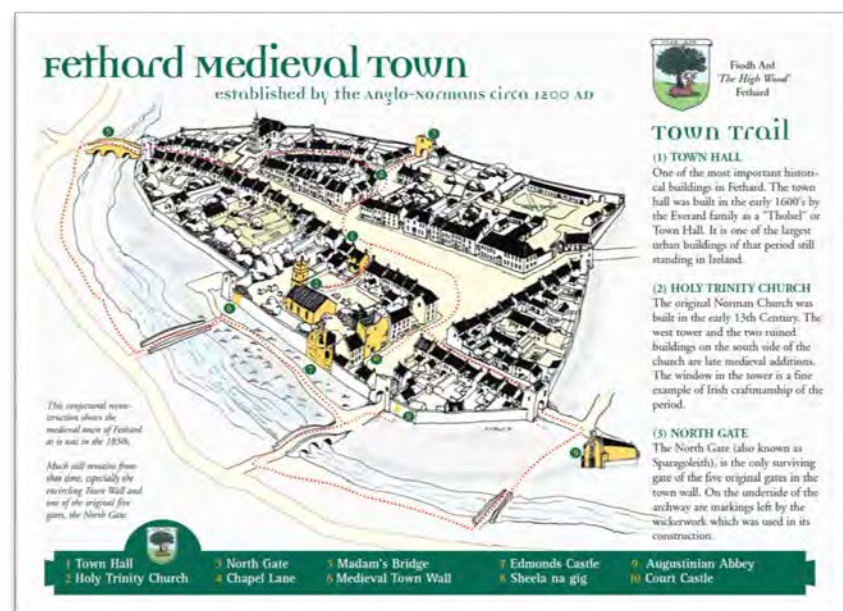 Fethard Medieval Town
established by the Anglo-Normans circa 1200 AD
Fiodh Ard
'The High Wood'
Fethard
Town Trail
(1) TOWN HALL
One of the most important histori-
cal buildings in Fethard. The town
hall was built in the early 1600's by
the Everard family as a "Tholsel" or
Town Hall. It is one of the largest
urban buildings of that period still
standing in Ireland.
(2) HOLY TRINITY CHURCH
The original Norman Church was
built in the early 13th Century. The
west tower and the two ruined
buildings on the south side of the
church are late medieval additions.
The window in the tower is a fine
example of Irish craftmanship of the
period.
(3) NORTH GATE
The North Gate (also known as
Sparagoleith), is the only surviving
gate of the five original gates in the
town wall. On the underside of the
archway are markings left by the
wickerwork which was used in its
construction.
This conjectural recon-
struction shows the
medieval town of Fethard
as is was in the 1850s.
Much still remains from
that time, especially the
encircling Town Wall and
one of the original five
gates, the North Gate
1 Town Hall
2 Holy Trinity Church
3 North Gate
4 Chapel Lane
5 Madam's Bridge
6 Medieval Town Wall
7 Edmonds Castle
8 Sheela na gig
9 Augustinian Abbey
10 Court Castle